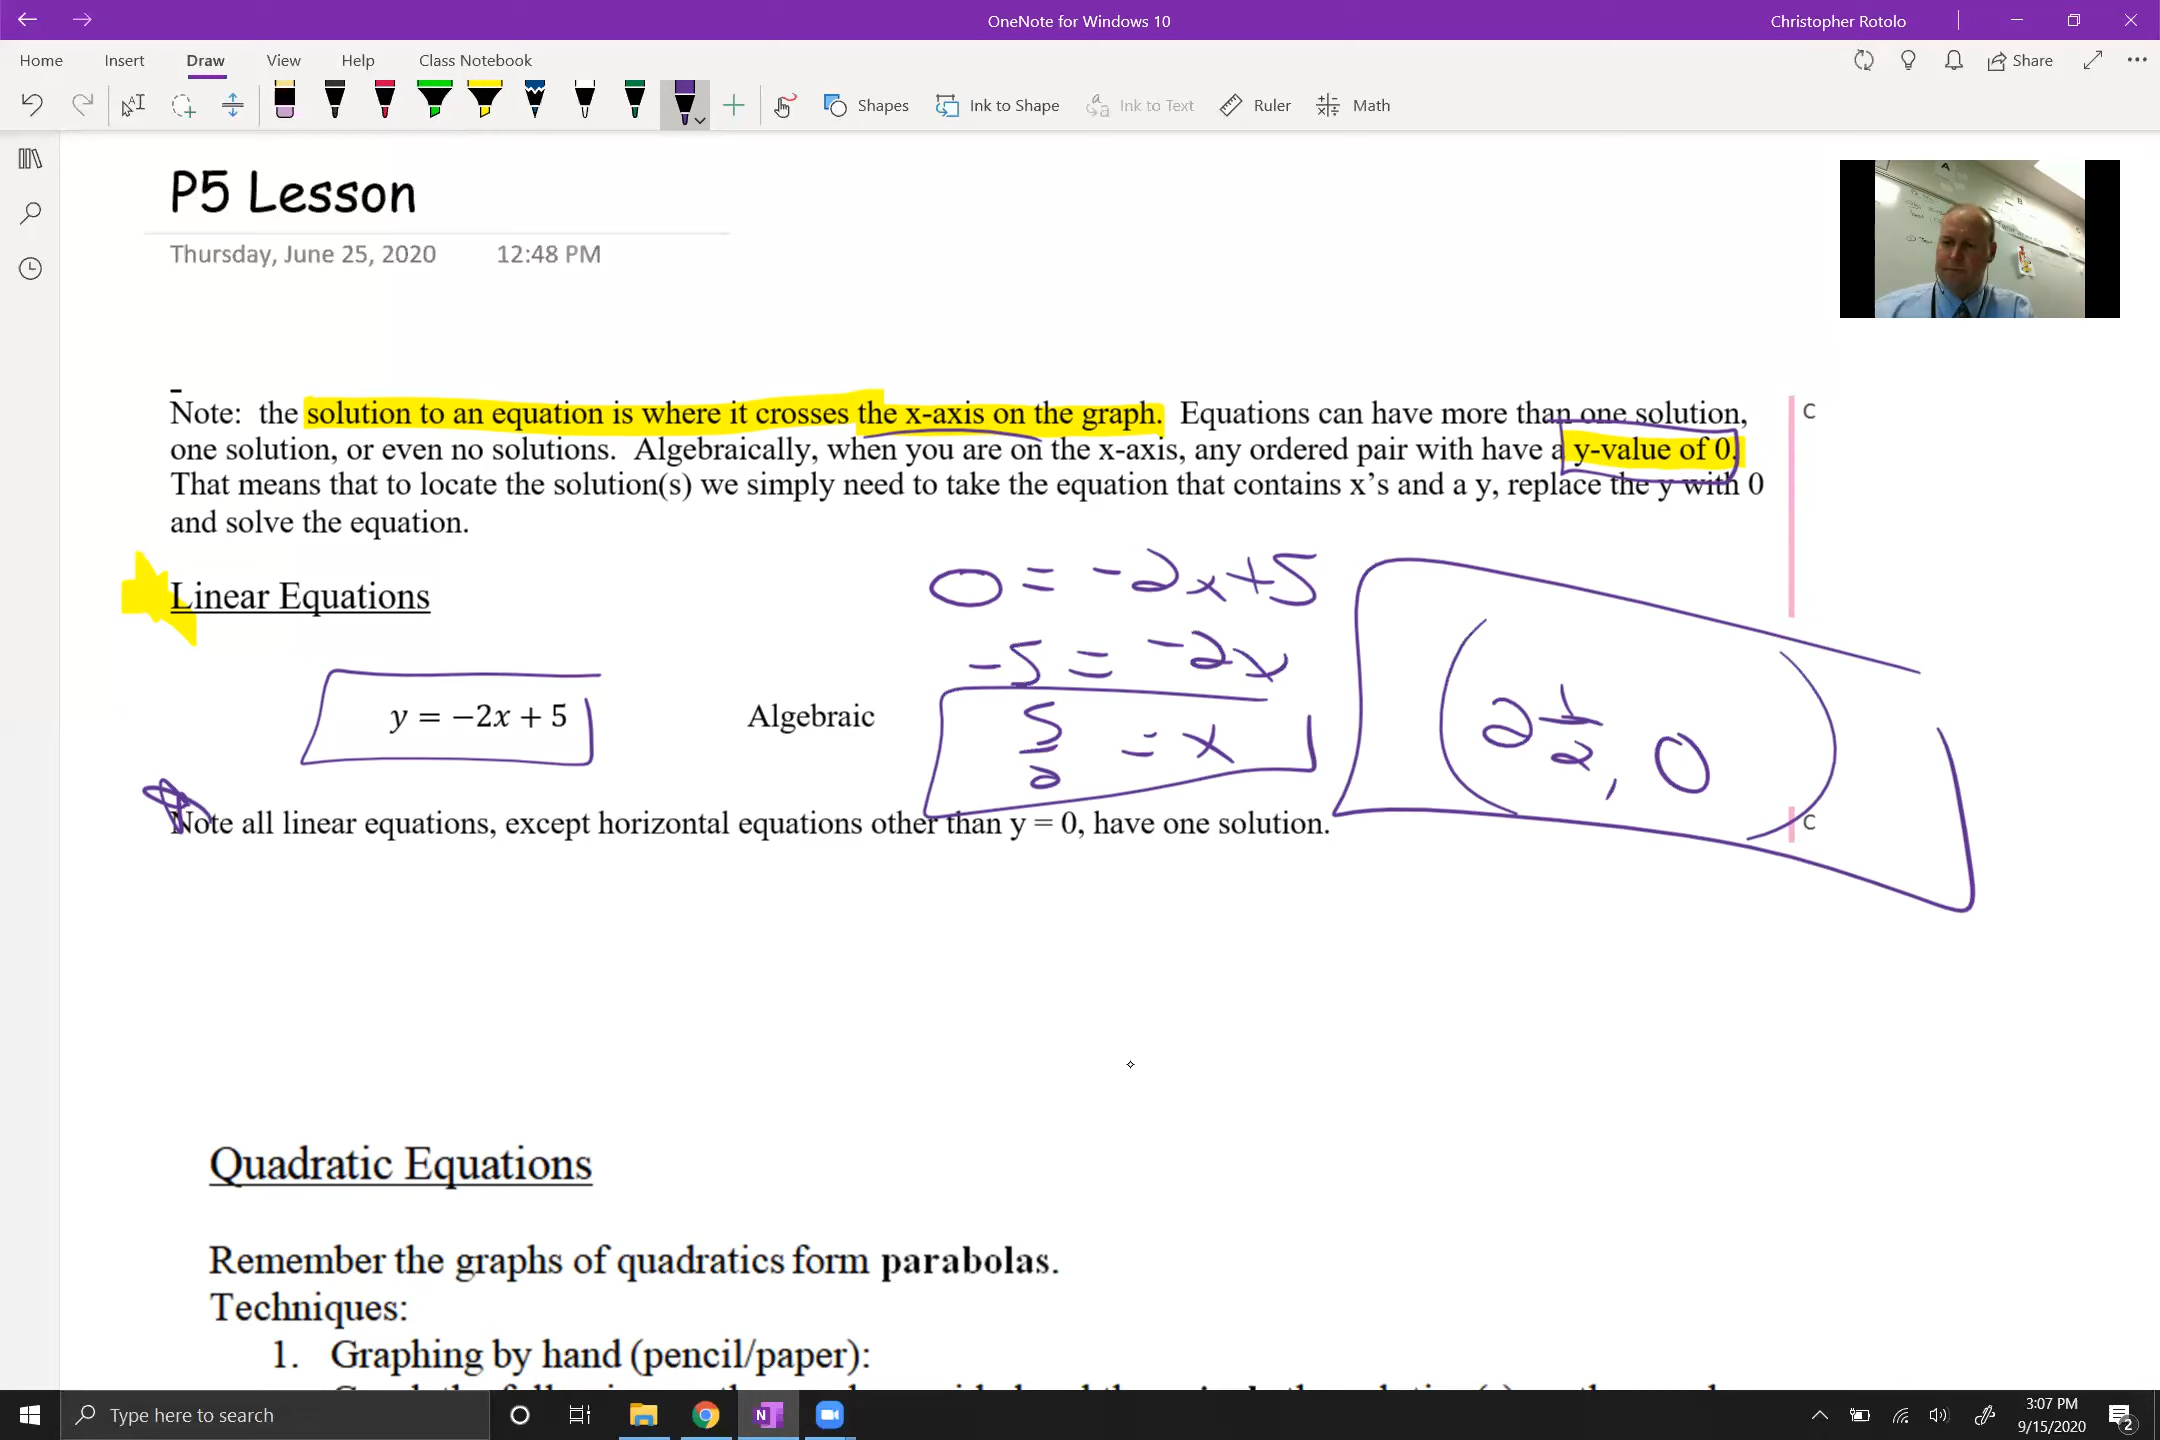 OneNote for Windows 10
Christopher Rotolo
Home Insert Draw View Help Class Notebook
Share
Shapes Ink to Shape Ink to Text Ruler Math
P5 Lesson
Thursday, June 25, 2020 12:48 PM
Note: the solution to an equation is where it crosses the x-axis on the graph. Equations can have more than one solution,
one solution, or even no solutions. Algebraically, when you are on the x-axis, any ordered pair with have a y-value of 0.
That means that to locate the solution(s) we simply need to take the equation that contains x’s and a y, replace the y with 0
and solve the equation.
C
Linear Equations
0 = -2x+5
-5 = -2x
y = −2x + 5
Algebraic
5/2 = x
(2 1/2, 0)
Note all linear equations, except horizontal equations other than y = 0, have one solution.
C
Quadratic Equations
Remember the graphs of quadratics form parabolas.
Techniques:
1. Graphing by hand (pencil/paper):
Type here to search
N
3:07 PM
9/15/2020
2